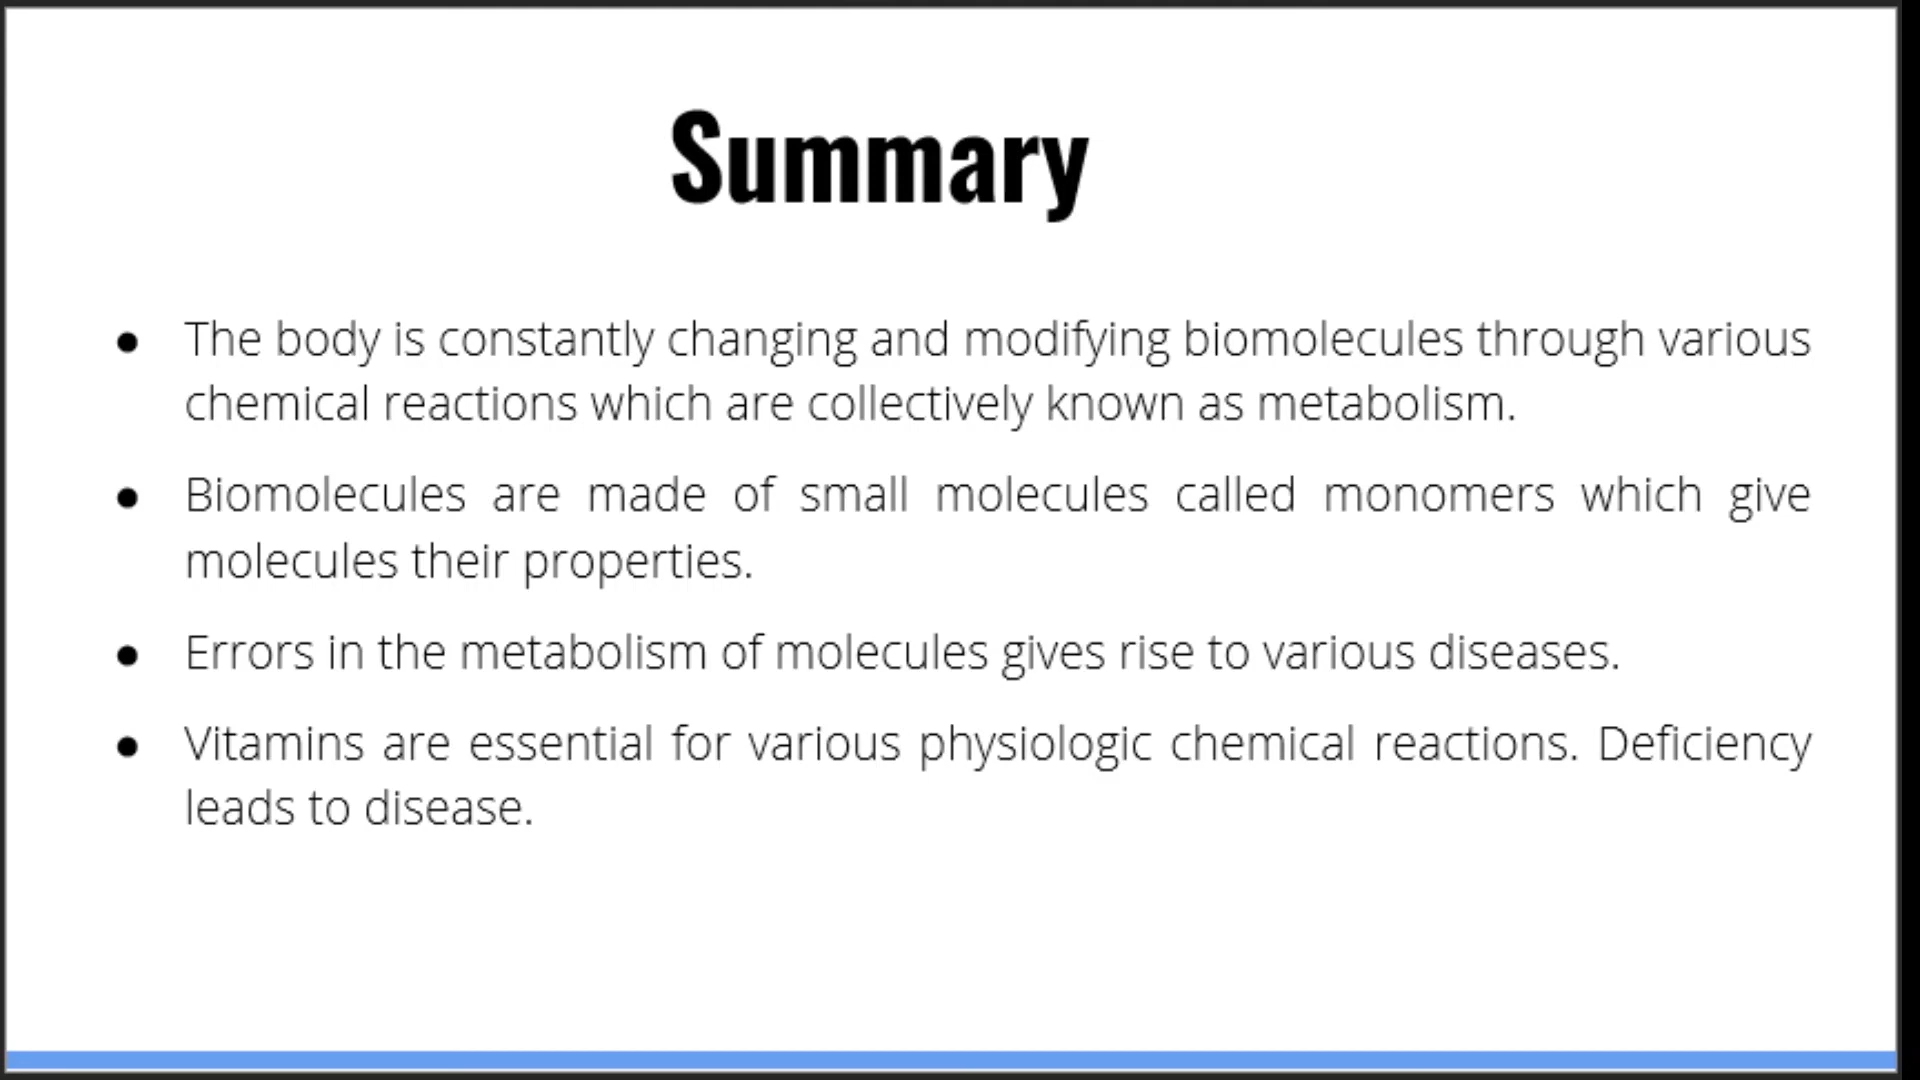 Summary
● The body is constantly changing and modifying biomolecules through various
chemical reactions which are collectively known as metabolism.
● Biomolecules are made of small molecules called monomers which give
molecules their properties.
● Errors in the metabolism of molecules gives rise to various diseases.
● Vitamins are essential for various physiologic chemical reactions. Deficiency
leads to disease.